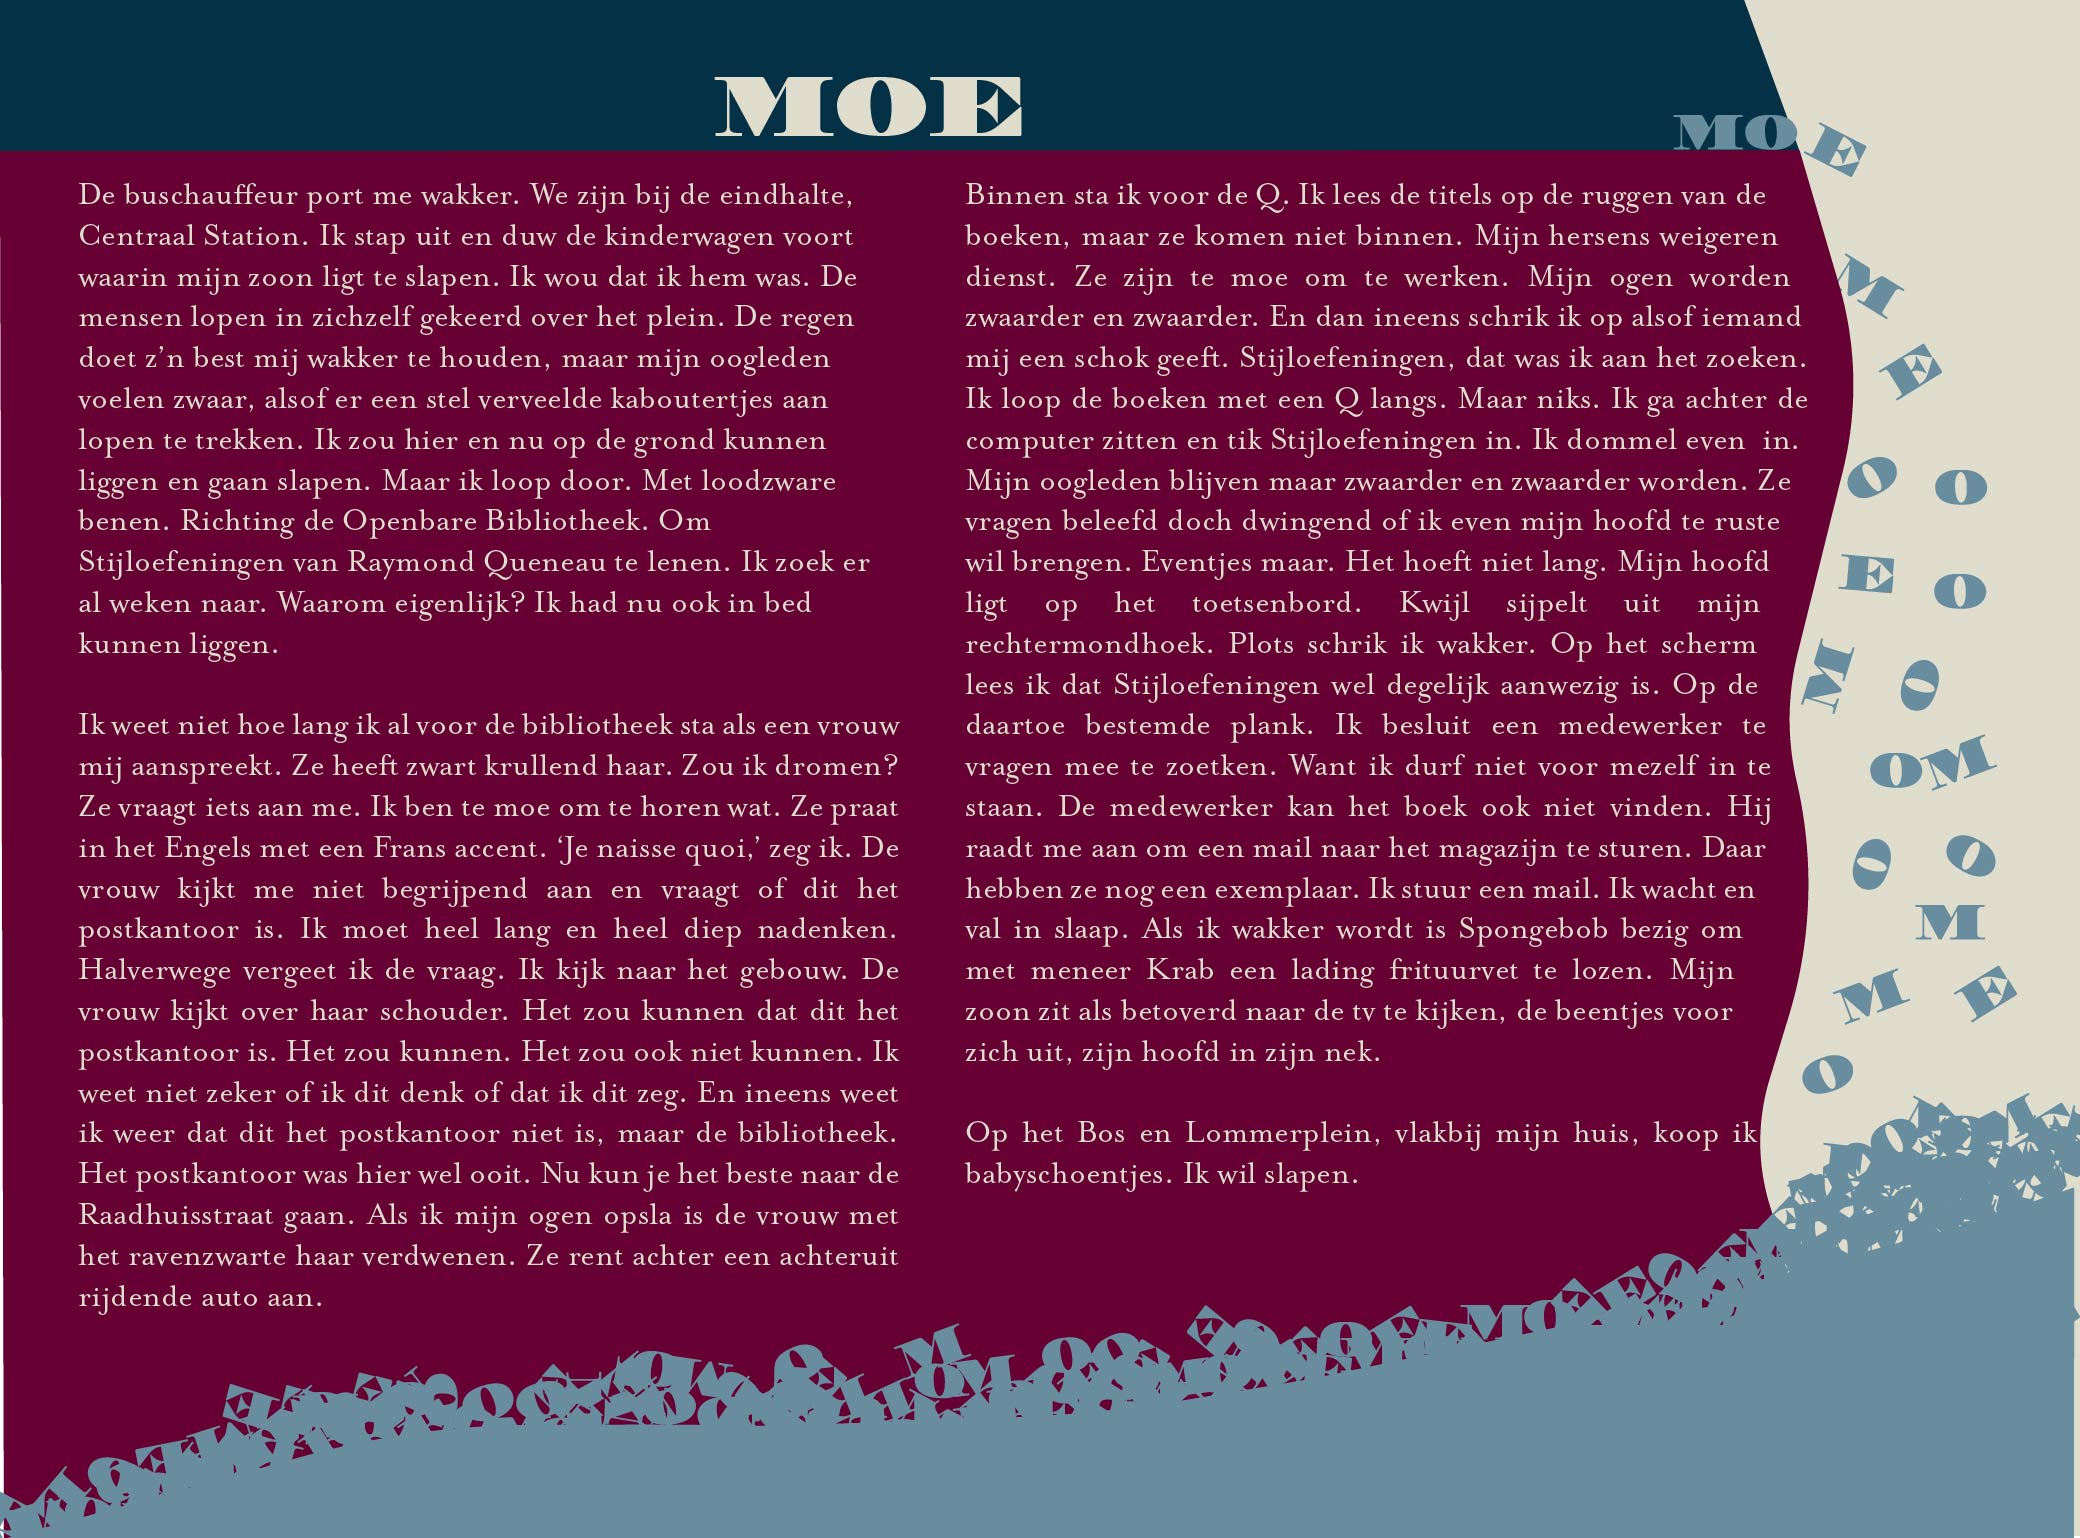 MOE
De buschauffeur port me wakker. We zijn bij de eindhalte,
Centraal Station. Ik stap uit en duw de kinderwagen voort
waarin mijn zoon ligt te slapen. Ik wou dat ik hem was. De
mensen lopen in zichzelf gekeerd over het plein. De regen
doet z’n best mij wakker te houden, maar mijn oogleden
voelen zwaar, alsof er een stel verveelde kaboutertjes aan
lopen te trekken. Ik zou hier en nu op de grond kunnen
liggen en gaan slapen. Maar ik loop door. Met loodzware
benen. Richting de Openbare Bibliotheek. Om
Stijloefeningen van Raymond Queneau te lenen. Ik zoek er
al weken naar. Waarom eigenlijk? Ik had nu ook in bed
kunnen liggen.
Ik weet niet hoe lang ik al voor de bibliotheek sta als een vrouw
mij aanspreekt. Ze heeft zwart krullend haar. Zou ik dromen?
Ze vraagt iets aan me. Ik ben te moe om te horen wat. Ze praat
in het Engels met een Frans accent. ‘Je naisse quoi,’ zeg ik. De
vrouw kijkt me niet begrijpend aan en vraagt of dit het
postkantoor is. Ik moet heel lang en heel diep nadenken.
Halverwege vergeet ik de vraag. Ik kijk naar het gebouw. De
vrouw kijkt over haar schouder. Het zou kunnen dat dit het
postkantoor is. Het zou kunnen. Het zou ook niet kunnen. Ik
weet niet zeker of ik dit denk of dat ik dit zeg. En ineens weet
ik weer dat dit het postkantoor niet is, maar de bibliotheek.
Het postkantoor was hier wel ooit. Nu kun je het beste naar de
Raadhuisstraat gaan. Als ik mijn ogen opsla is de vrouw met
het ravenzwarte haar verdwenen. Ze rent achter een achteruit
rijdende auto aan.
Binnen sta ik voor de Q. Ik lees de titels op de ruggen van de
boeken, maar ze komen niet binnen. Mijn hersens weigeren
dienst. Ze zijn te moe om te werken. Mijn ogen worden
zwaarder en zwaarder. En dan ineens schrik ik op alsof iemand
mij een schok geeft. Stijloefeningen, dat was ik aan het zoeken.
Ik loop de boeken met een Q langs. Maar niks. Ik ga achter de
computer zitten en tik Stijloefeningen in. Ik dommel even in.
Mijn oogleden blijven maar zwaarder en zwaarder worden. Ze
vragen beleefd doch dwingend of ik even mijn hoofd te ruste
wil brengen. Eventjes maar. Het hoeft niet lang. Mijn hoofd
ligt op het toetsenbord. Kwijl sijpelt uit mijn
rechtermondhoek. Plots schrik ik wakker. Op het scherm
lees ik dat Stijloefeningen wel degelijk aanwezig is. Op de
daartoe bestemde plank. Ik besluit een medewerker te
vragen mee te zoetken. Want ik durf niet voor mezelf in te
staan. De medewerker kan het boek ook niet vinden. Hij
raadt me aan om een mail naar het magazijn te sturen. Daar
hebben ze nog een exemplaar. Ik stuur een mail. Ik wacht en
val in slaap. Als ik wakker wordt is Spongebob bezig om
met meneer Krab een lading frituurvet te lozen. Mijn
zoon zit als betoverd naar de tv te kijken, de beentjes voor
zich uit, zijn hoofd in zijn nek.
Op het Bos en Lommerplein, vlakbij mijn huis, koop ik
babyschoentjes. Ik wil slapen.
MOE
M
E
O O
E O
M O
OM
O O
M
M E
O